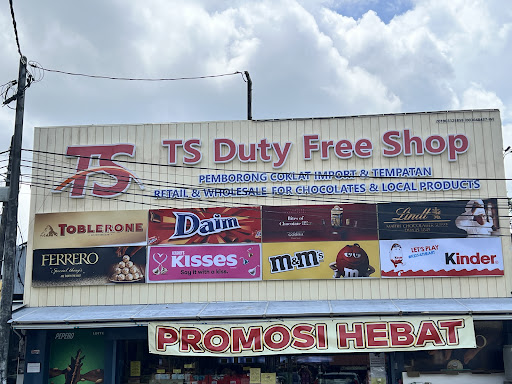 TS
TS Duty Free Shop
PEMBORONG COKLAT IMPORT & TEMPATAN
RETAIL & WHOLESALE FOR CHOCOLATES & LOCAL PRODUCTS
TOBLERONE
Daim
Lindt
FERRERO
KISSES
Say it with a kiss.
m&m's
LET'S PLAY
Kinder
PROMOSI HEBAT
PEPERO